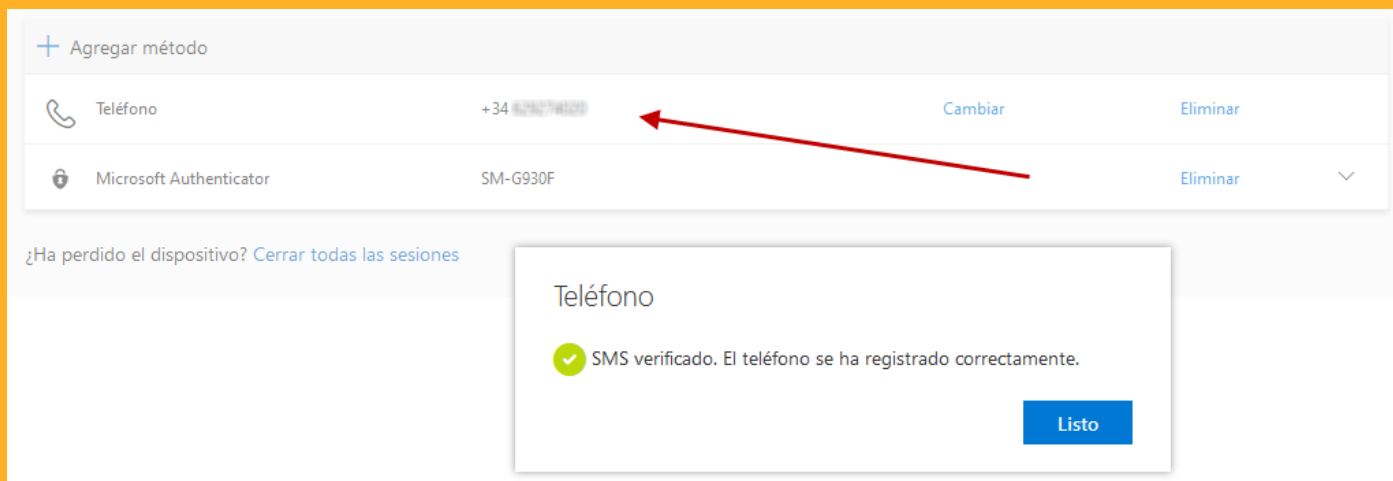 Agregar método
Teléfono +34 Cambiar Eliminar
Microsoft Authenticator SM-G930F Eliminar
¿Ha perdido el dispositivo? Cerrar todas las sesiones
Teléfono
SMS verificado. El teléfono se ha registrado correctamente.
Listo